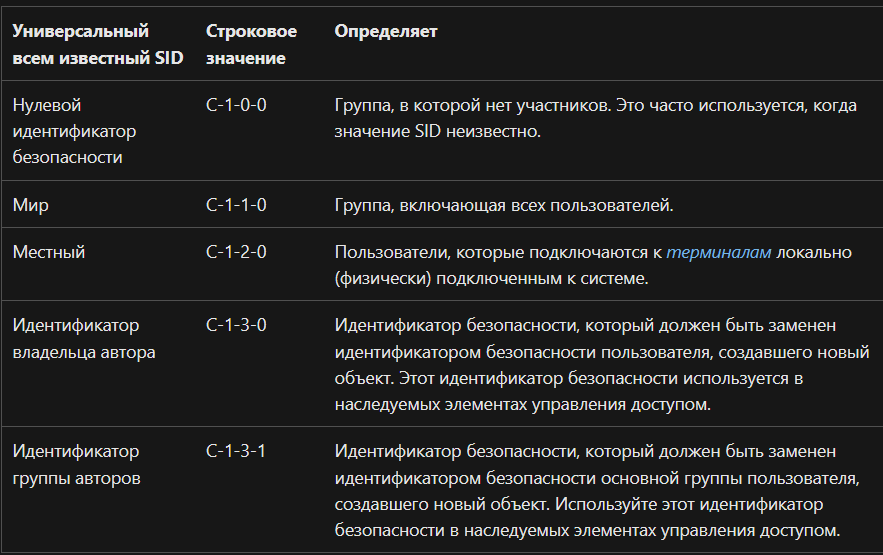 Универсальный Строковое Определяет
всем известный SID значение
Нулевой С-1-0-0 Группа, в которой нет участников. Это часто используется, когда
идентификатор значение SID неизвестно.
безопасности
Мир С-1-1-0 Группа, включающая всех пользователей.
Местный С-1-2-0 Пользователи, которые подключаются к терминалам локально
(физически) подключенным к системе.
Идентификатор С-1-3-0 Идентификатор безопасности, который должен быть заменен
владельца автора идентификатором безопасности пользователя, создавшего новый
объект. Этот идентификатор безопасности используется в
наследуемых элементах управления доступом.
Идентификатор С-1-3-1 Идентификатор безопасности, который должен быть заменен
группы авторов идентификатором безопасности основной группы пользователя,
создавшего новый объект. Используйте этот идентификатор
безопасности в наследуемых элементах управления доступом.